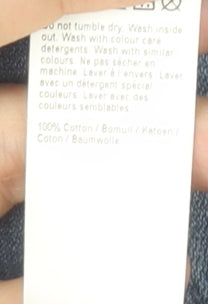 Do not tumble dry. Wash inside
out. Wash with colour care
detergents. Wash with similar
colours. Ne pas sécher en
machine. Laver à l'envers. Laver
avec un détergent spécial
couleurs. Laver avec des
couleurs semblables.
100% Cotton / Bomuld / Katoen /
Coton / Baumwolle